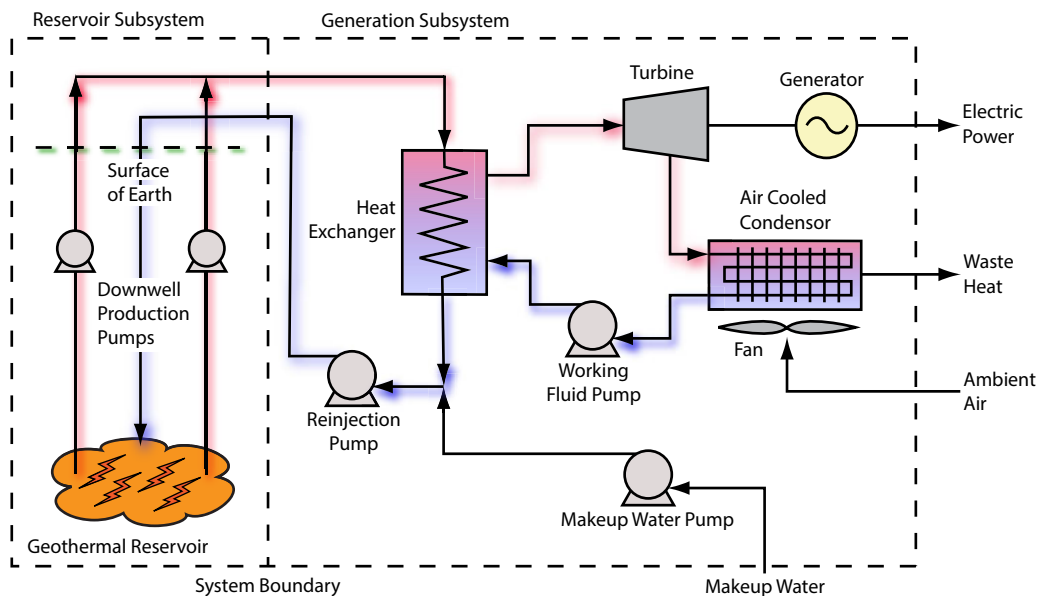 Reservoir Subsystem
Generation Subsystem
Turbine
Generator
Electric
Power
Surface
of Earth
Heat
Exchanger
Air Cooled
Condensor
Waste
Heat
Downwell
Production
Pumps
Fan
Working
Fluid Pump
Ambient
Air
Reinjection
Pump
Makeup Water Pump
Geothermal Reservoir
System Boundary
Makeup Water